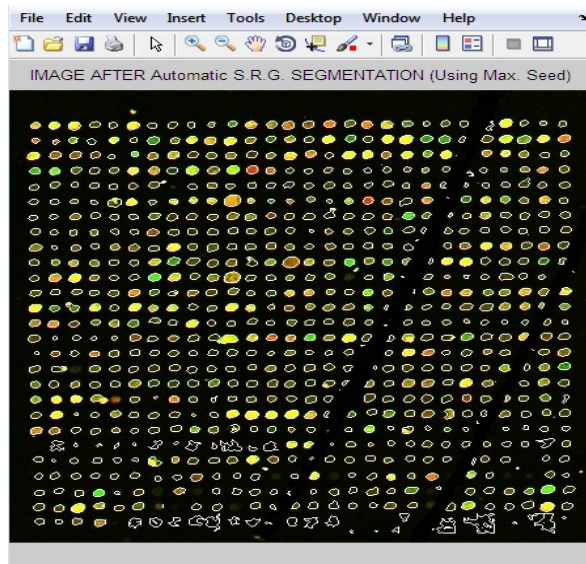 File Edit View Insert Tools Desktop Window Help
IMAGE AFTER Automatic S.R.G. SEGMENTATION (Using Max. Seed)